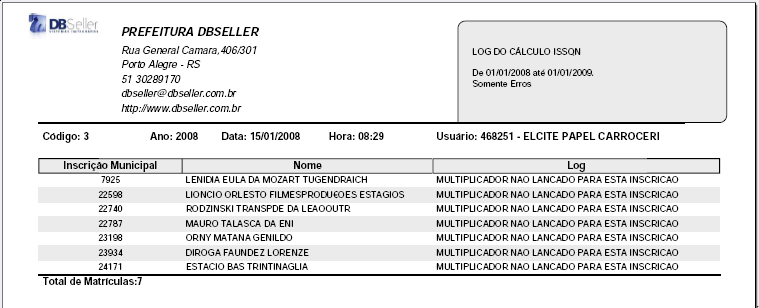 DBSeller
PREFEITURA DBSELLER
Rua General Camara,406/301
Porto Alegre - RS
51 30289170
dbseller@dbseller.com.br
http://www.dbseller.com.br
LOG DO CÁLCULO ISSQN
De 01/01/2008 até 01/01/2009.
Somente Erros
Código: 3 Ano: 2008 Data: 15/01/2008 Hora: 08:29 Usuário: 468251 - ELCITE PAPEL CARROCERI
Inscrição Municipal Nome Log
7925 LENIDIA EULA DA MOZART TUGENDRAICH MULTIPLICADOR NAO LANCADO PARA ESTA INSCRICAO
22598 LIONCIO ORLESTO FILMESPRODU€OES ESTAGIOS MULTIPLICADOR NAO LANCADO PARA ESTA INSCRICAO
22740 RODZINSKI TRANSPDE DA LEAOOUTR MULTIPLICADOR NAO LANCADO PARA ESTA INSCRICAO
22787 MAURO TALASCA DA ENI MULTIPLICADOR NAO LANCADO PARA ESTA INSCRICAO
23198 ORNY MATANA GENILDO MULTIPLICADOR NAO LANCADO PARA ESTA INSCRICAO
23934 DIROGA FAUNDEZ LORENZE MULTIPLICADOR NAO LANCADO PARA ESTA INSCRICAO
24171 ESTACIO BAS TRINTINAGLIA MULTIPLICADOR NAO LANCADO PARA ESTA INSCRICAO
Total de Matrículas:7